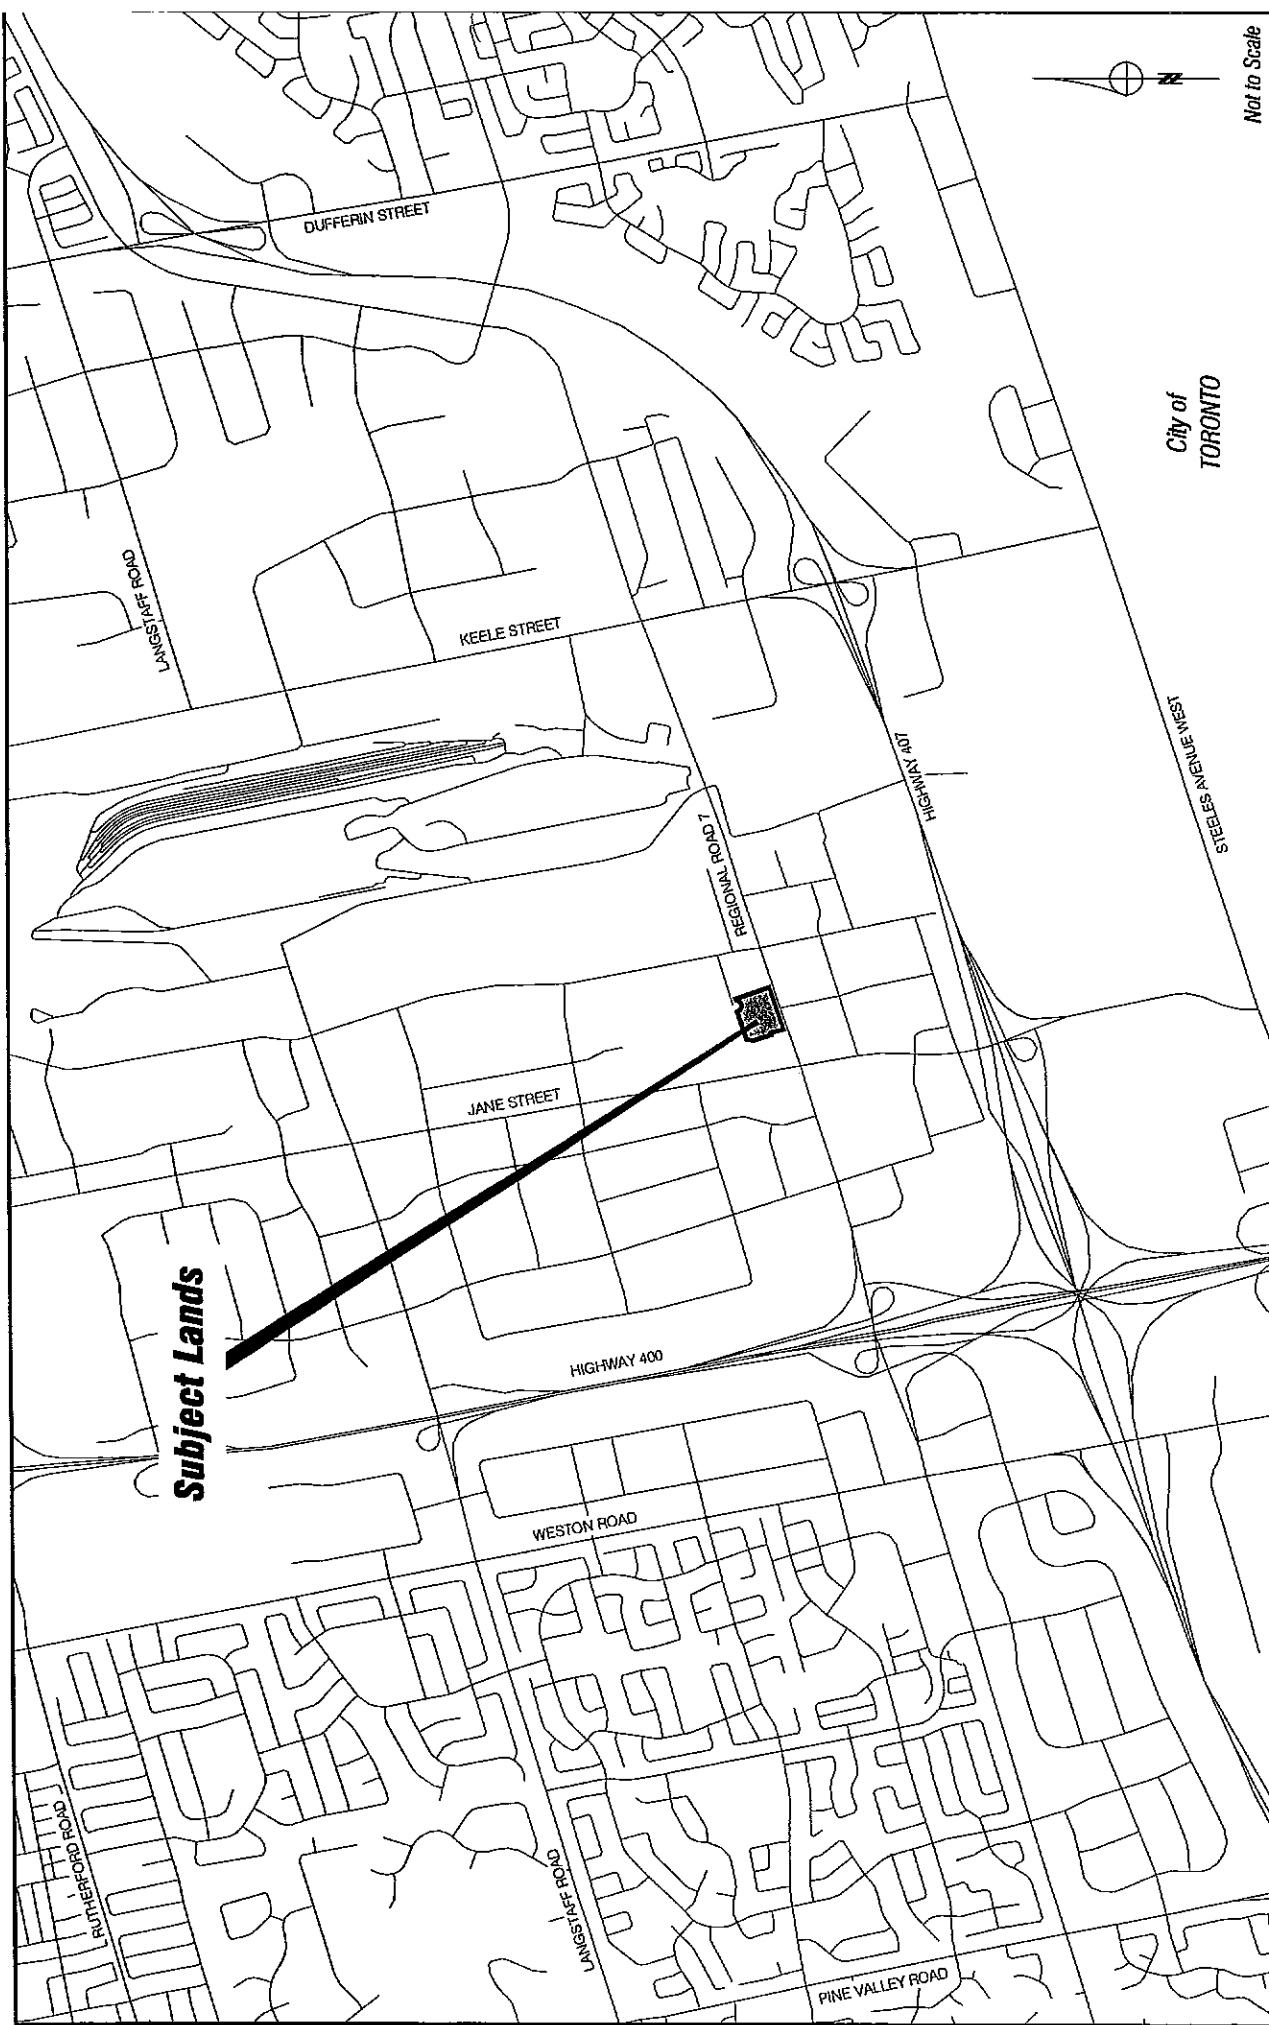 Subject Lands
RUTHERFORD ROAD
LANGSTAFF ROAD
PINE VALLEY ROAD
WESTON ROAD
HIGHWAY 400
JANE STREET
REGIONAL ROAD 7
KEELE STREET
LANGSTAFF ROAD
DUFFERIN STREET
HIGHWAY 407
STEELES AVENUE WEST
City of
TORONTO
N
Not to Scale